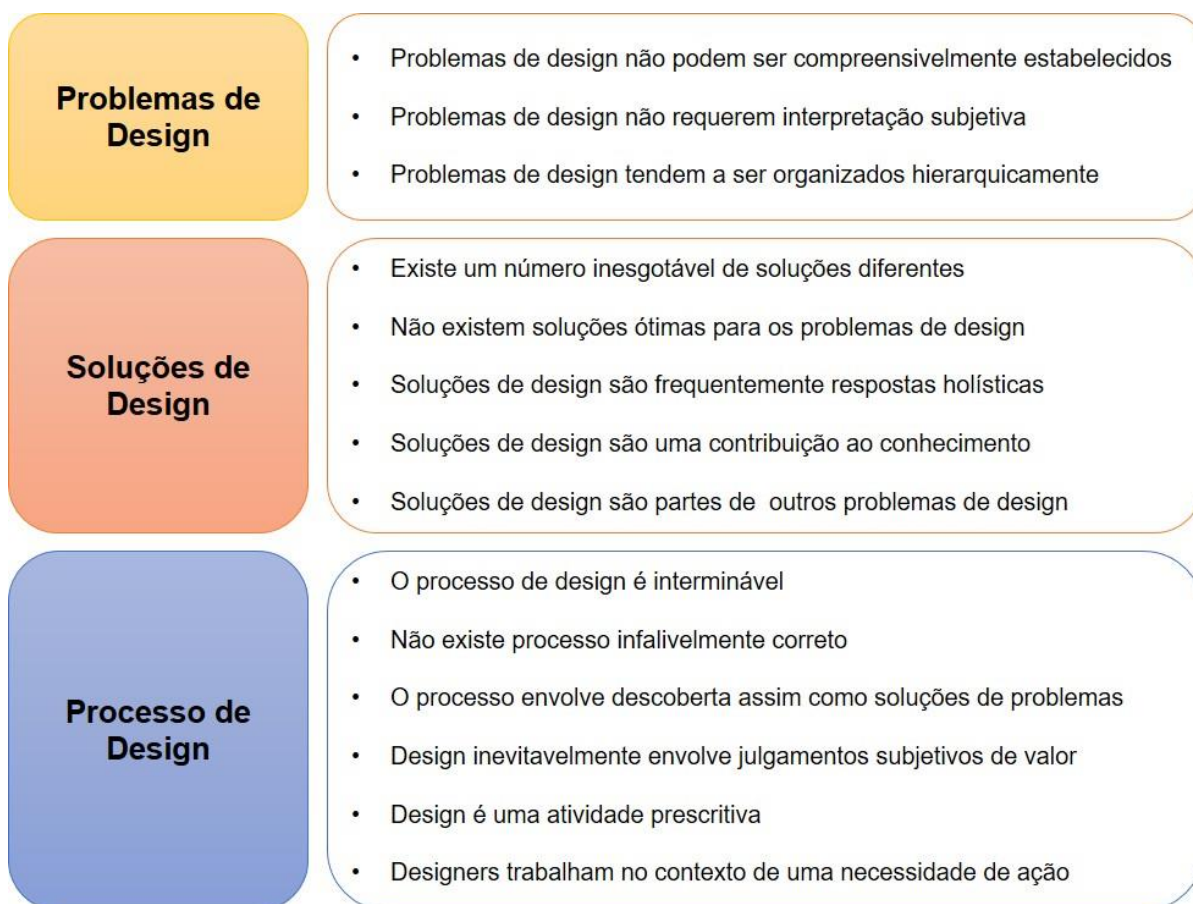 Problemas de
Design
• Problemas de design não podem ser compreensivelmente estabelecidos
• Problemas de design não requerem interpretação subjetiva
• Problemas de design tendem a ser organizados hierarquicamente
Soluções de
Design
• Existe um número inesgotável de soluções diferentes
• Não existem soluções ótimas para os problemas de design
• Soluções de design são frequentemente respostas holísticas
• Soluções de design são uma contribuição ao conhecimento
• Soluções de design são partes de outros problemas de design
Processo de
Design
• O processo de design é interminável
• Não existe processo infalivelmente correto
• O processo envolve descoberta assim como soluções de problemas
• Design inevitavelmente envolve julgamentos subjetivos de valor
• Design é uma atividade prescritiva
• Designers trabalham no contexto de uma necessidade de ação